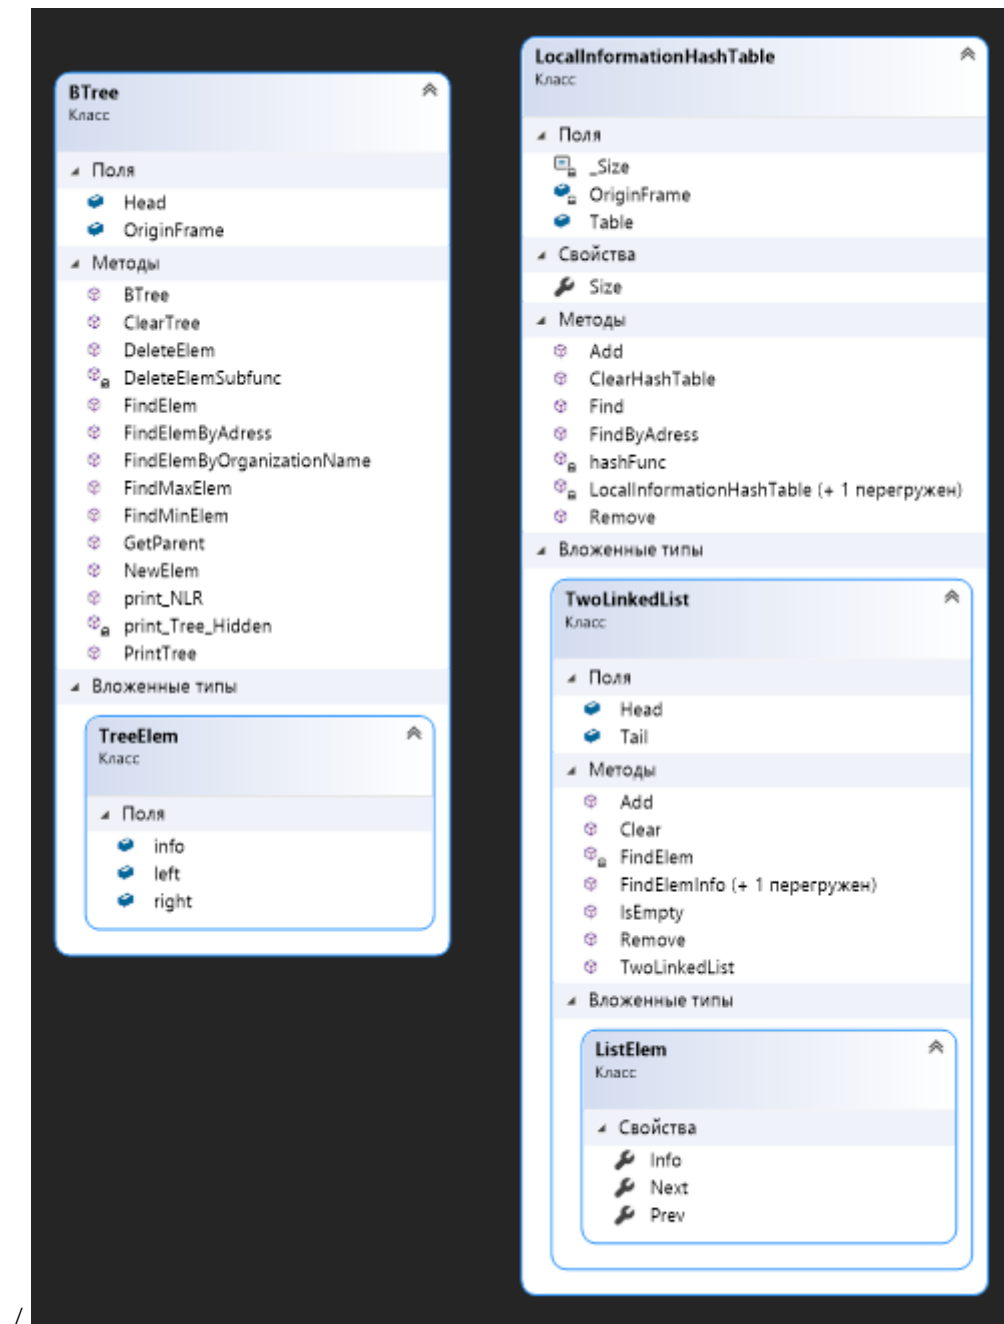 BTree
Класс
Поля
Head
OriginFrame
Методы
BTree
ClearTree
DeleteElem
DeleteElemSubfunc
FindElem
FindElemByAdress
FindElemByOrganizationName
FindMaxElem
FindMinElem
GetParent
NewElem
print_NLR
print_Tree_Hidden
PrintTree
Вложенные типы
TreeElem
Класс
Поля
info
left
right
LocalInformationHashTable
Класс
Поля
_Size
OriginFrame
Table
Свойства
Size
Методы
Add
ClearHashTable
Find
FindByAdress
hashFunc
LocalInformationHashTable (+ 1 перегружен)
Remove
Вложенные типы
TwoLinkedList
Класс
Поля
Head
Tail
Методы
Add
Clear
FindElem
FindElemInfo (+ 1 перегружен)
IsEmpty
Remove
TwoLinkedList
Вложенные типы
ListElem
Класс
Свойства
Info
Next
Prev
/